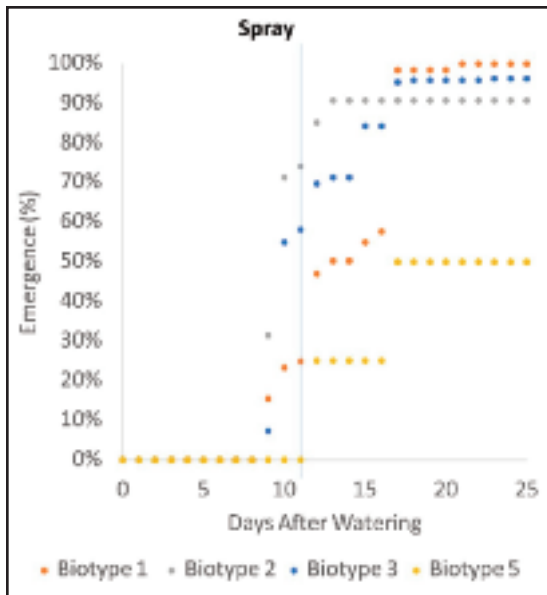 Spray
100%
90%
80%
70%
60%
50%
40%
30%
20%
10%
0%
Emergence (%)
0 5 10 15 20 25
Days After Watering
Biotype 1 Biotype 2 Biotype 3 Biotype 5